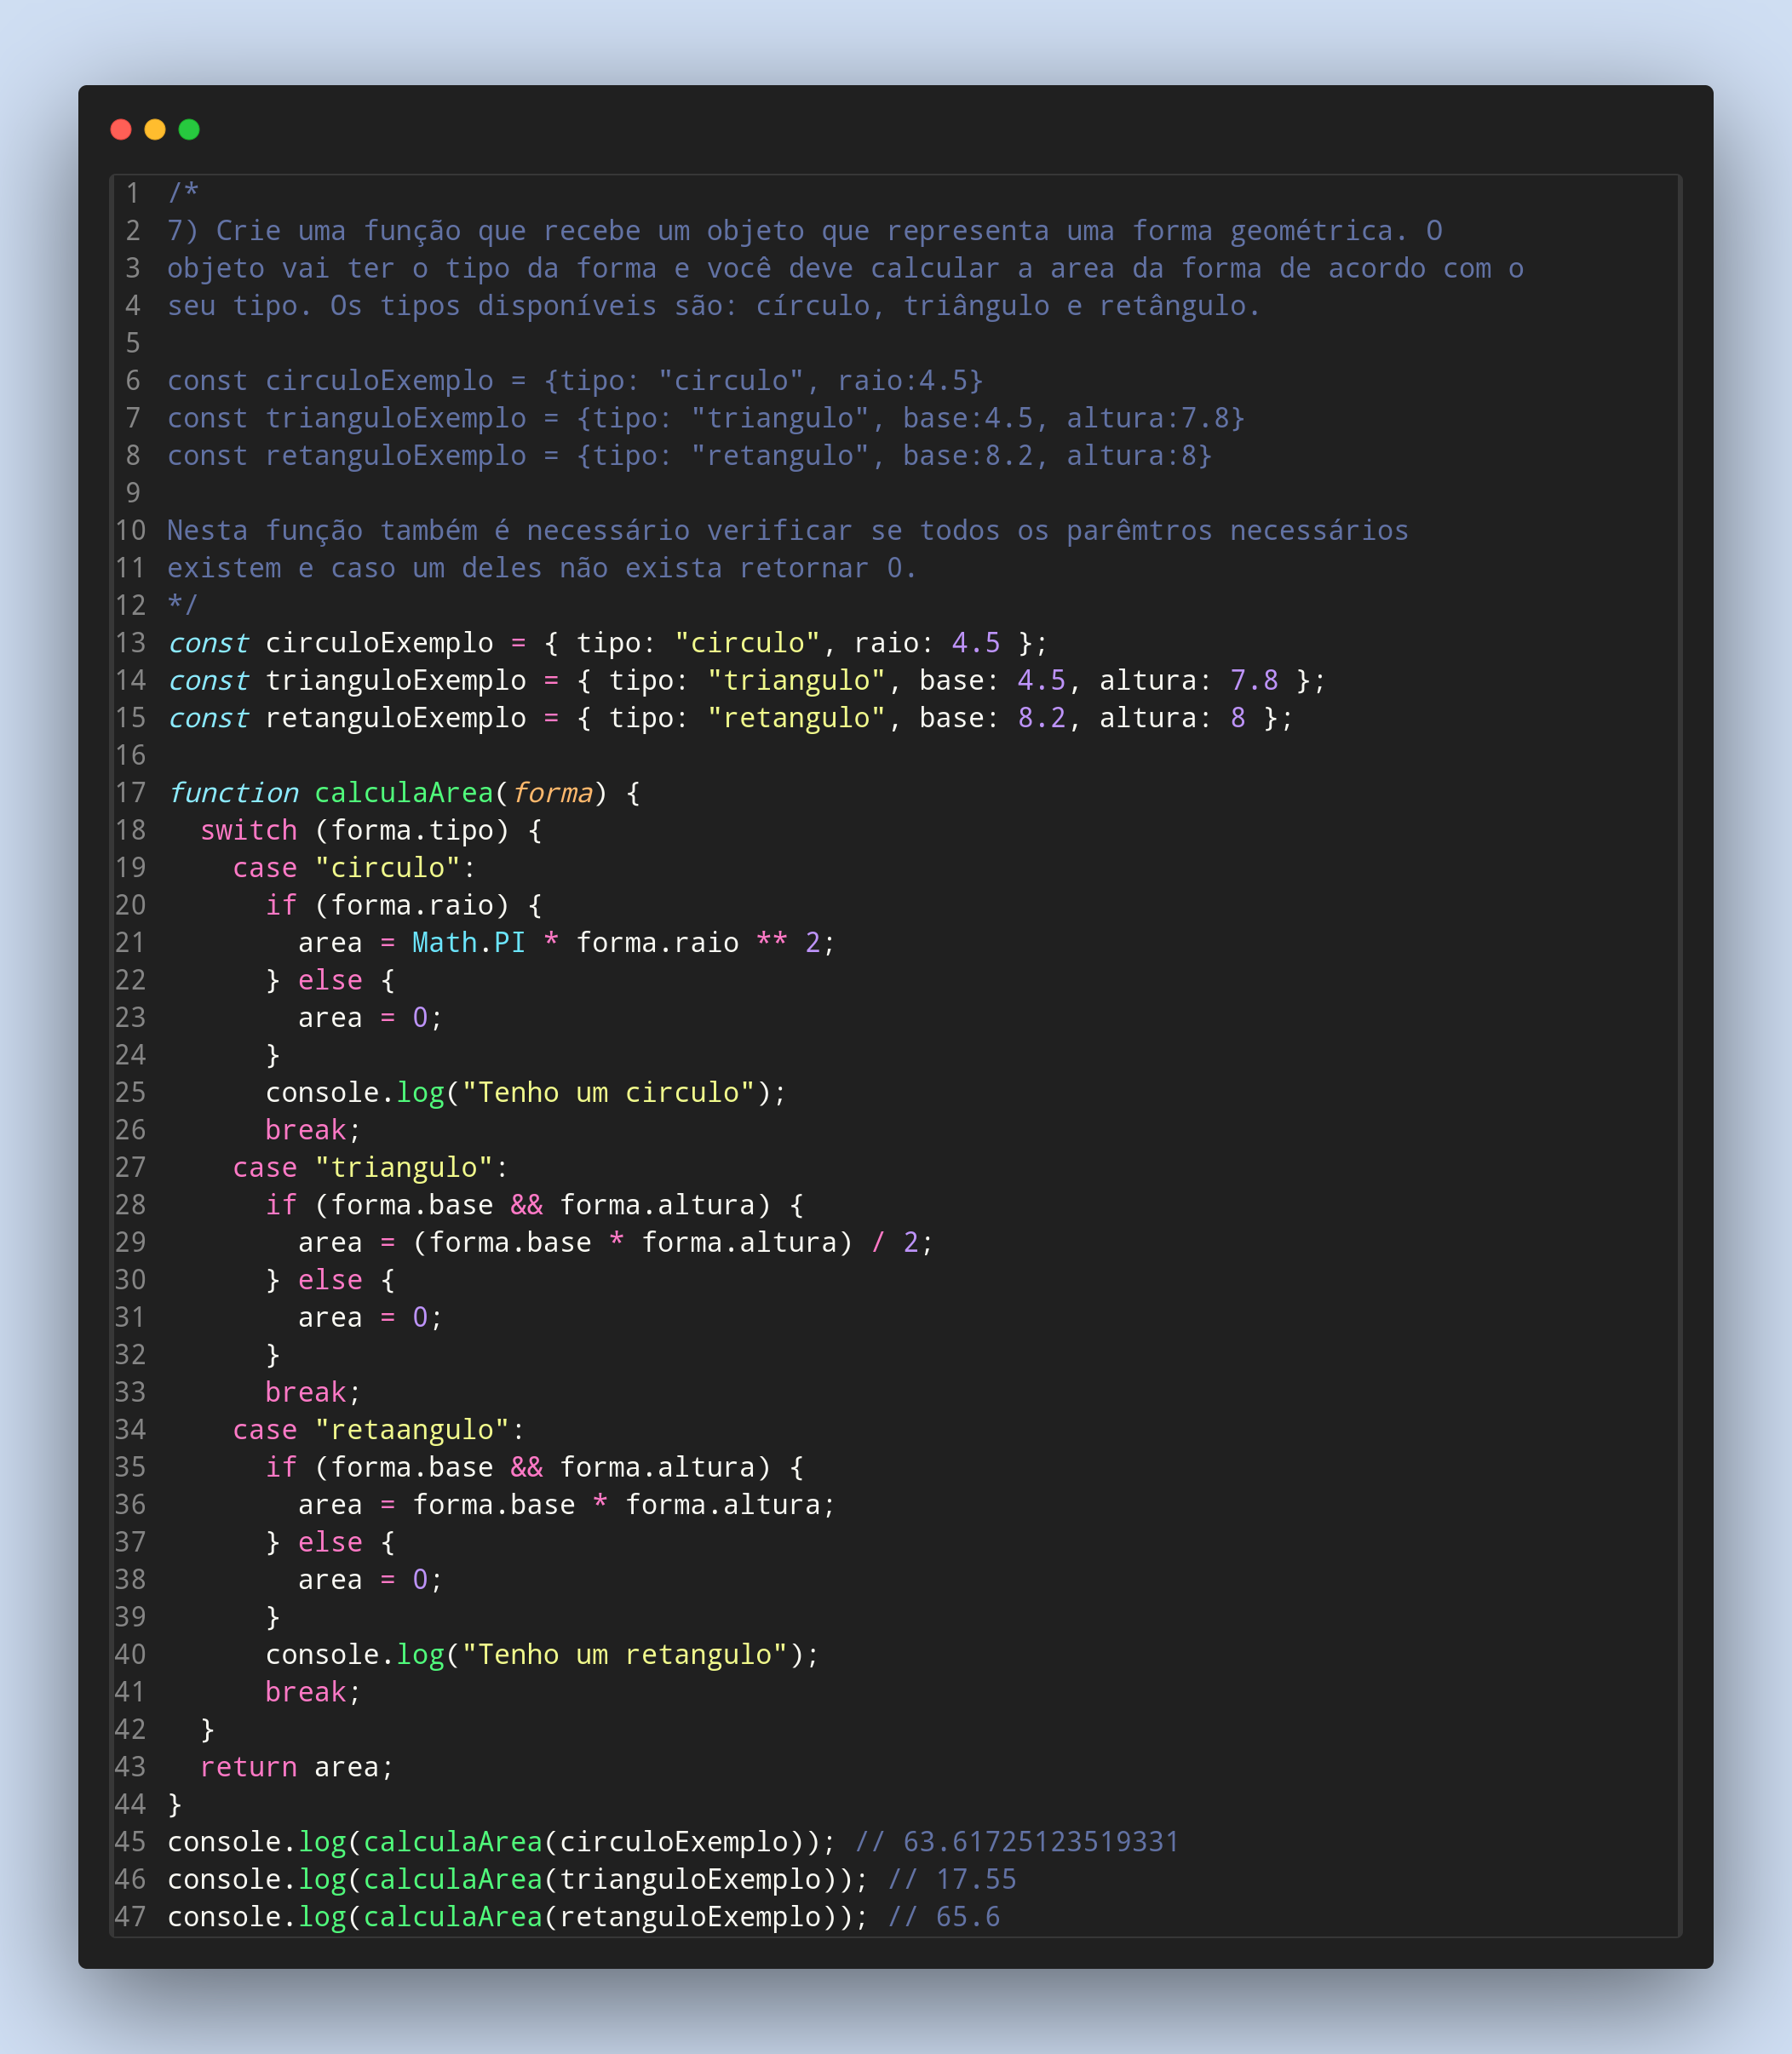 1 /*
2 7) Crie uma função que recebe um objeto que representa uma forma geométrica. O
3 objeto vai ter o tipo da forma e você deve calcular a area da forma de acordo com o
4 seu tipo. Os tipos disponíveis são: círculo, triângulo e retângulo.
5
6 const circuloExemplo = {tipo: "circulo", raio:4.5}
7 const trianguloExemplo = {tipo: "triangulo", base:4.5, altura:7.8}
8 const retanguloExemplo = {tipo: "retangulo", base:8.2, altura:8}
9
10 Nesta função também é necessário verificar se todos os parêmtros necessários
11 existem e caso um deles não exista retornar 0.
12 */
13 const circuloExemplo = { tipo: "circulo", raio: 4.5 };
14 const trianguloExemplo = { tipo: "triangulo", base: 4.5, altura: 7.8 };
15 const retanguloExemplo = { tipo: "retangulo", base: 8.2, altura: 8 };
16
17 function calculaArea(forma) {
18   switch (forma.tipo) {
19     case "circulo":
20       if (forma.raio) {
21         area = Math.PI * forma.raio ** 2;
22       } else {
23         area = 0;
24       }
25       console.log("Tenho um circulo");
26       break;
27     case "triangulo":
28       if (forma.base && forma.altura) {
29         area = (forma.base * forma.altura) / 2;
30       } else {
31         area = 0;
32       }
33       break;
34     case "retaangulo":
35       if (forma.base && forma.altura) {
36         area = forma.base * forma.altura;
37       } else {
38         area = 0;
39       }
40       console.log("Tenho um retangulo");
41       break;
42   }
43   return area;
44 }
45 console.log(calculaArea(circuloExemplo)); // 63.61725123519331
46 console.log(calculaArea(trianguloExemplo)); // 17.55
47 console.log(calculaArea(retanguloExemplo)); // 65.6